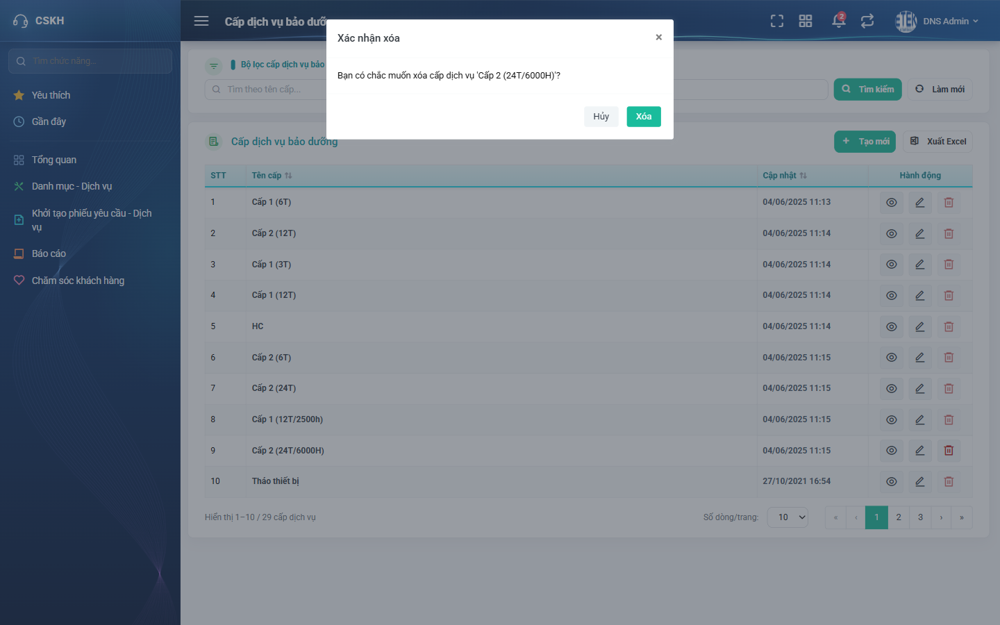 CSKH
Tìm chức năng...
Yêu thích
Gần đây
Tổng quan
Danh mục - Dịch vụ
Khởi tạo phiếu yêu cầu - Dịch
vụ
Báo cáo
Chăm sóc khách hàng
Cấp dịch vụ bảo dưỡ
2
DNS Admin
Xác nhận xóa
×
Bạn có chắc muốn xóa cấp dịch vụ 'Cấp 2 (24T/6000H)'?
Hủy
Xóa
Bộ lọc cấp dịch vụ bảo
Tìm theo tên cấp...
Tìm kiếm
Làm mới
Cấp dịch vụ bảo dưỡng
Tạo mới
Xuất Excel
STT Tên cấp Cập nhật Hành động
1 Cấp 1 (6T) 04/06/2025 11:13
2 Cấp 2 (12T) 04/06/2025 11:14
3 Cấp 1 (3T) 04/06/2025 11:14
4 Cấp 1 (12T) 04/06/2025 11:14
5 HC 04/06/2025 11:14
6 Cấp 2 (6T) 04/06/2025 11:15
7 Cấp 2 (24T) 04/06/2025 11:15
8 Cấp 1 (12T/2500h) 04/06/2025 11:15
9 Cấp 2 (24T/6000H) 04/06/2025 11:15
10 Tháo thiết bị 27/10/2021 16:54
Hiển thị 1–10 / 29 cấp dịch vụ
Số dòng/trang: 10
« ‹ 1 2 3 › »